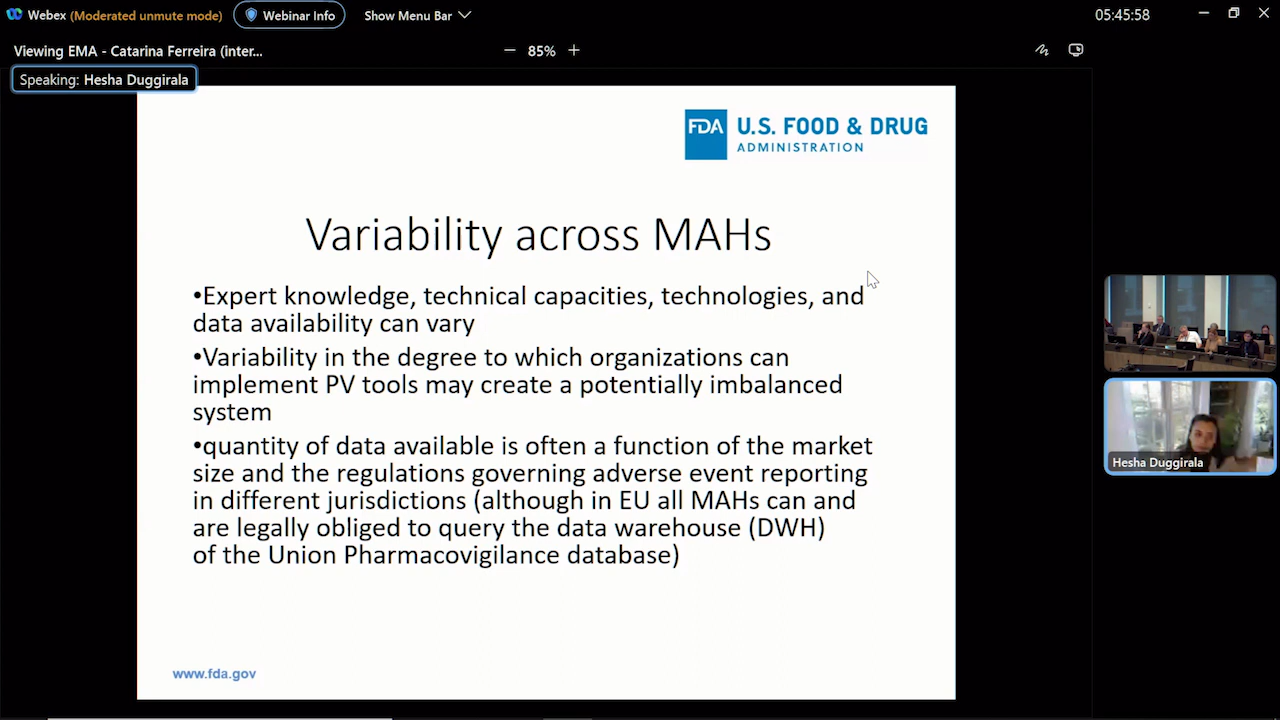 Webex (Moderated unmute mode) Webinar Info Show Menu Bar 05:45:58
Viewing EMA - Catarina Ferreira (inter... 85%
Speaking: Hesha Duggirala
FDA U.S. FOOD & DRUG
ADMINISTRATION
Variability across MAHs
•Expert knowledge, technical capacities, technologies, and
data availability can vary
•Variability in the degree to which organizations can
implement PV tools may create a potentially imbalanced
system
•quantity of data available is often a function of the market
size and the regulations governing adverse event reporting
in different jurisdictions (although in EU all MAHs can and
are legally obliged to query the data warehouse (DWH)
of the Union Pharmacovigilance database)
Hesha Duggirala
www.fda.gov